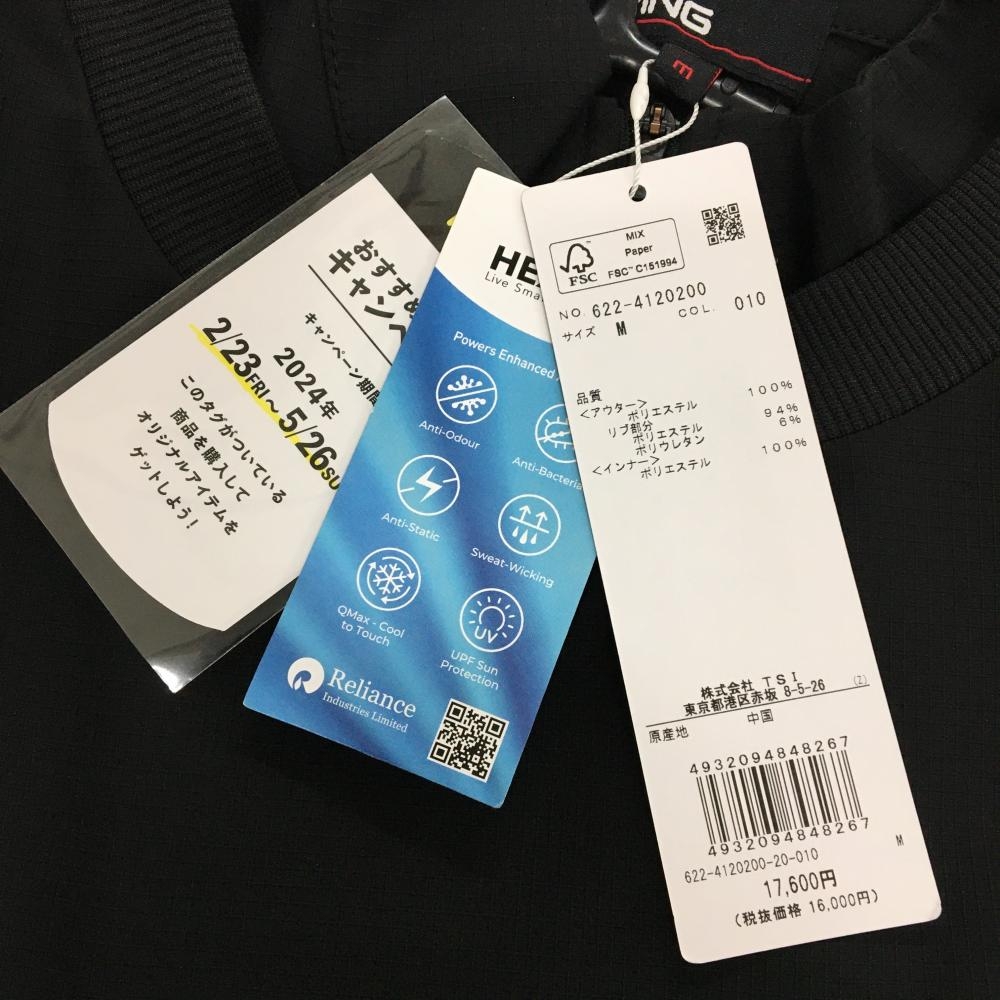 ING
m
おすすめ
キャンペ
キャンペーン期間
2024年
2/23FRI～5/26SU
このタグがついている
商品を購入して
オリジナルアイテムを
ゲットしよう！
HE
Live Sma
Powers Enhanced
Anti-Odour
Anti-Bacteria
Anti-Static
Sweat-Wicking
QMax - Cool
to Touch
UV
UPF Sun
Protection
Reliance
Industries Limited
FSC
MIX
Paper
FSC™ C151994
NO. 622-4120200 COL. 010
サイズ M
品質
<アウター>
ポリエステル 100%
リブ部分
ポリエステル 94%
ポリウレタン 6%
<インナー>
ポリエステル 100%
株式会社 TSI
東京都港区赤坂 8-5-26 (Z)
原産地 中国
4932094848267
4932094848267
622-4120200-20-010 M
17,600円
(税抜価格 16,000円)